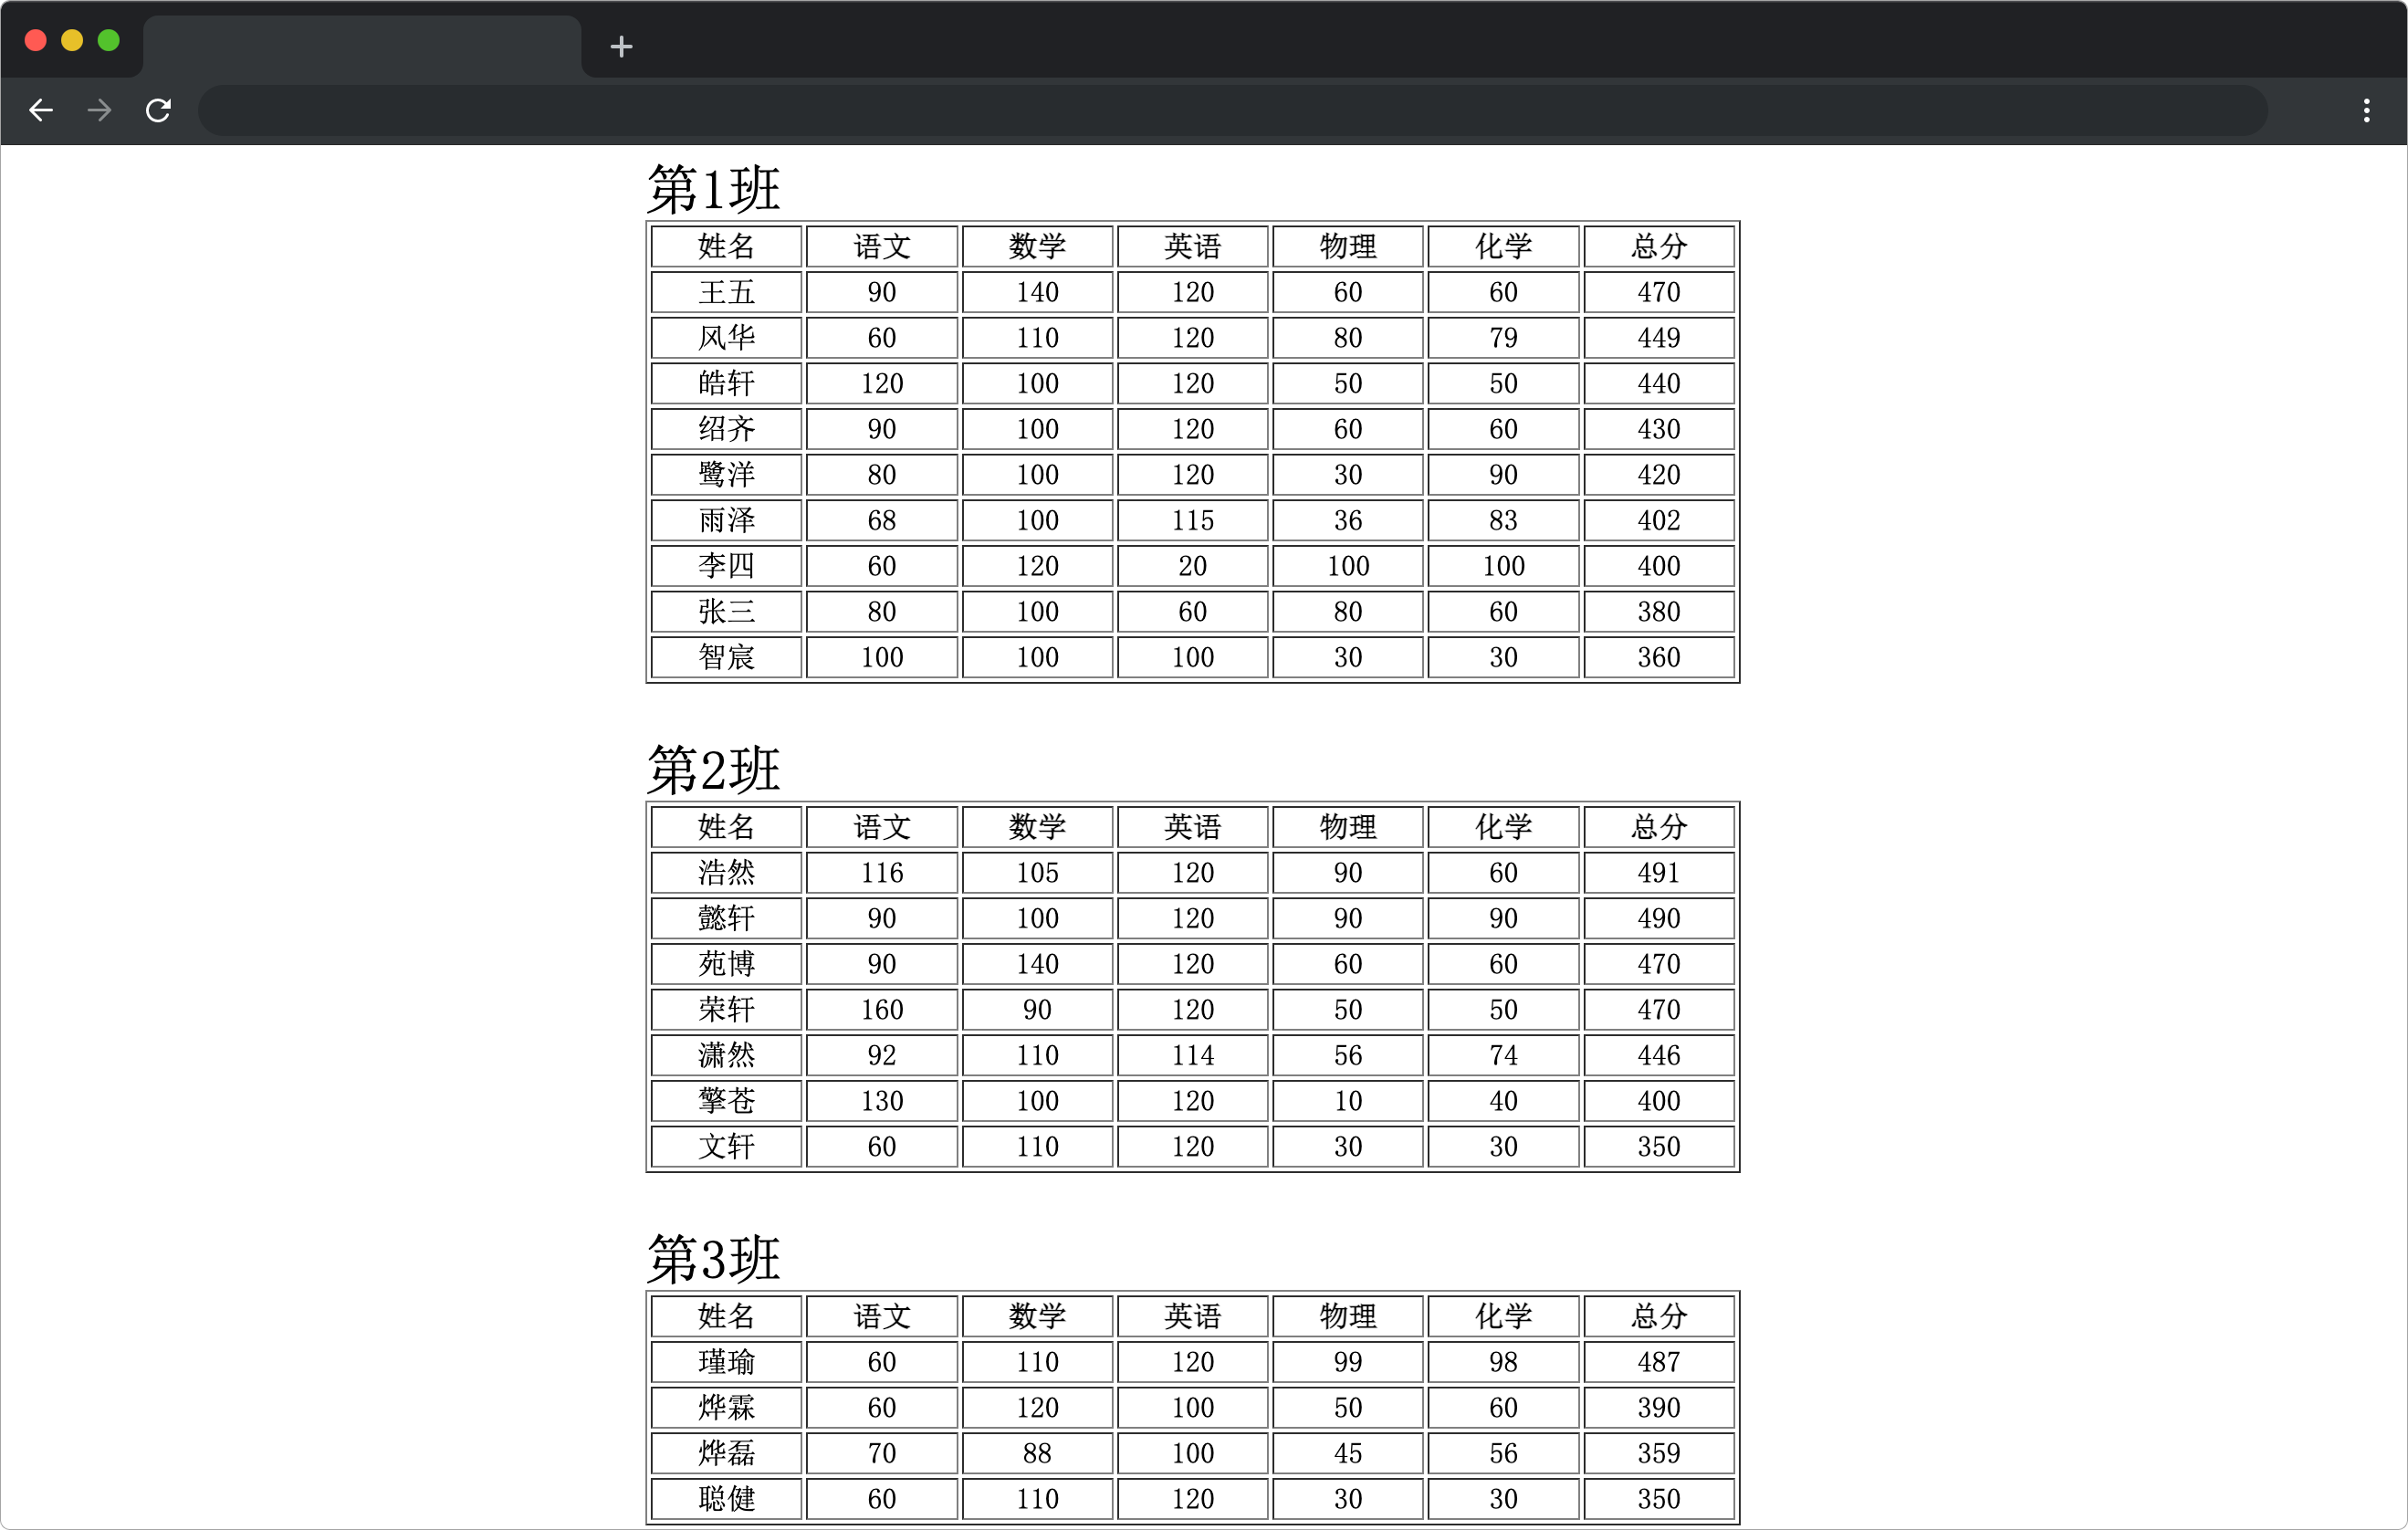 第1班
姓名 语文 数学 英语 物理 化学 总分
王五 90 140 120 60 60 470
风华 60 110 120 80 79 449
皓轩 120 100 120 50 50 440
绍齐 90 100 120 60 60 430
鹭洋 80 100 120 30 90 420
雨泽 68 100 115 36 83 402
李四 60 120 20 100 100 400
张三 80 100 60 80 60 380
智宸 100 100 100 30 30 360
第2班
姓名 语文 数学 英语 物理 化学 总分
浩然 116 105 120 90 60 491
懿轩 90 100 120 90 90 490
苑博 90 140 120 60 60 470
荣轩 160 90 120 50 50 470
潇然 92 110 114 56 74 446
擎苍 130 100 120 10 40 400
文轩 60 110 120 30 30 350
第3班
姓名 语文 数学 英语 物理 化学 总分
瑾瑜 60 110 120 99 98 487
烨霖 60 120 100 50 60 390
烨磊 70 88 100 45 56 359
聪健 60 110 120 30 30 350